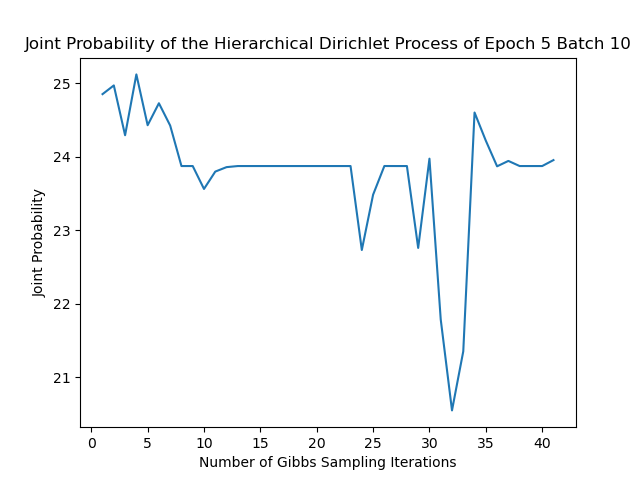 Joint Probability of the Hierarchical Dirichlet Process of Epoch 5 Batch 10
Joint Probability
25
24
23
22
21
0 5 10 15 20 25 30 35 40
Number of Gibbs Sampling Iterations